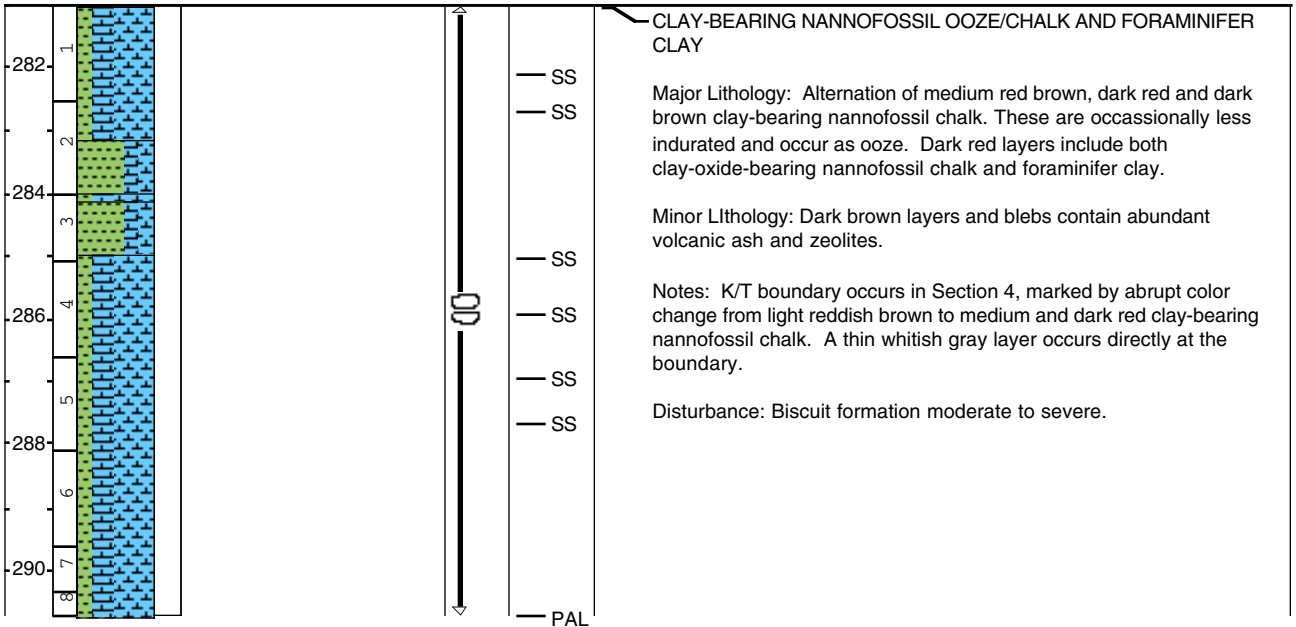 CLAY-BEARING NANNOFOSSIL OOZE/CHALK AND FORAMINIFER
CLAY
1
282
SS
Major Lithology: Alternation of medium red brown, dark red and dark
SS
brown clay-bearing nannofossil chalk. These are occassionally less
2
indurated and occur as ooze. Dark red layers include both
clay-oxide-bearing nannofossil chalk and foraminifer clay.
284
3
Minor LIthology: Dark brown layers and blebs contain abundant
volcanic ash and zeolites.
SS
4
Notes: K/T boundary occurs in Section 4, marked by abrupt color
286
SS
change from light reddish brown to medium and dark red clay-bearing
nannofossil chalk. A thin whitish gray layer occurs directly at the
boundary.
SS
5
Disturbance: Biscuit formation moderate to severe.
SS
288
6
7
290
8
PAL